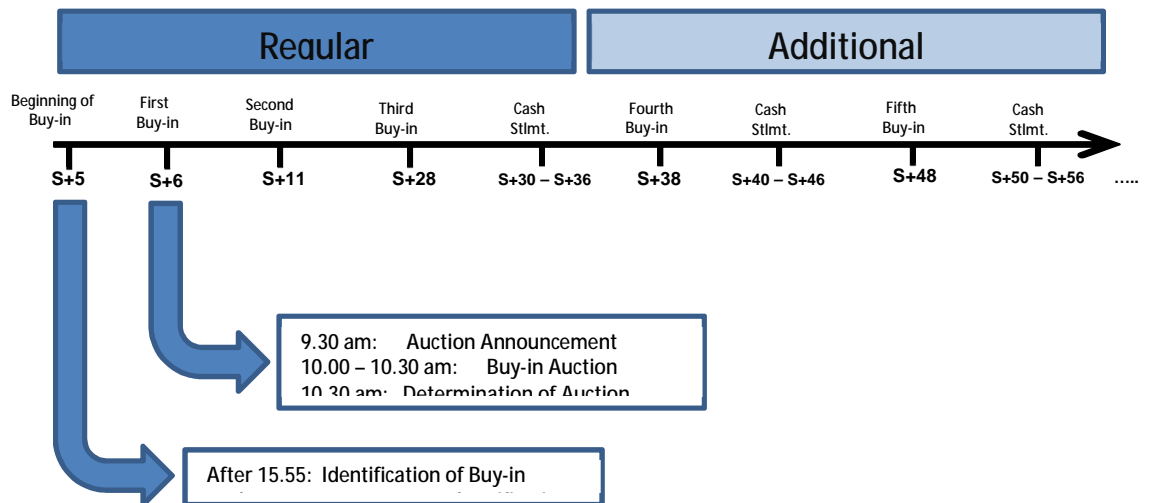 Regular
Additional
Beginning of
Buy-in
First
Buy-in
Second
Buy-in
Third
Buy-in
Cash
Stlmt.
Fourth
Buy-in
Cash
Stlmt.
Fifth
Buy-in
Cash
Stlmt.
S+5
S+6
S+11
S+28
S+30 – S+36
S+38
S+40 – S+46
S+48
S+50 – S+56
.....
9.30 am: Auction Announcement
10.00 – 10.30 am: Buy-in Auction
10.30 am: Determination of Auction
After 15.55: Identification of Buy-in